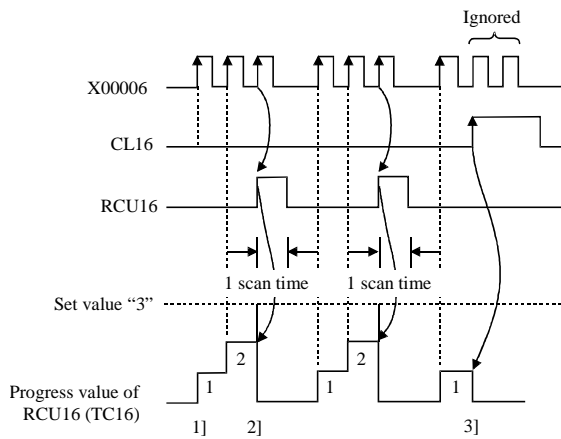 Ignored
X00006
CL16
RCU16
1 scan time 1 scan time
Set value “3”
2 2
1 1 1
Progress value of
RCU16 (TC16)
1] 2] 3]